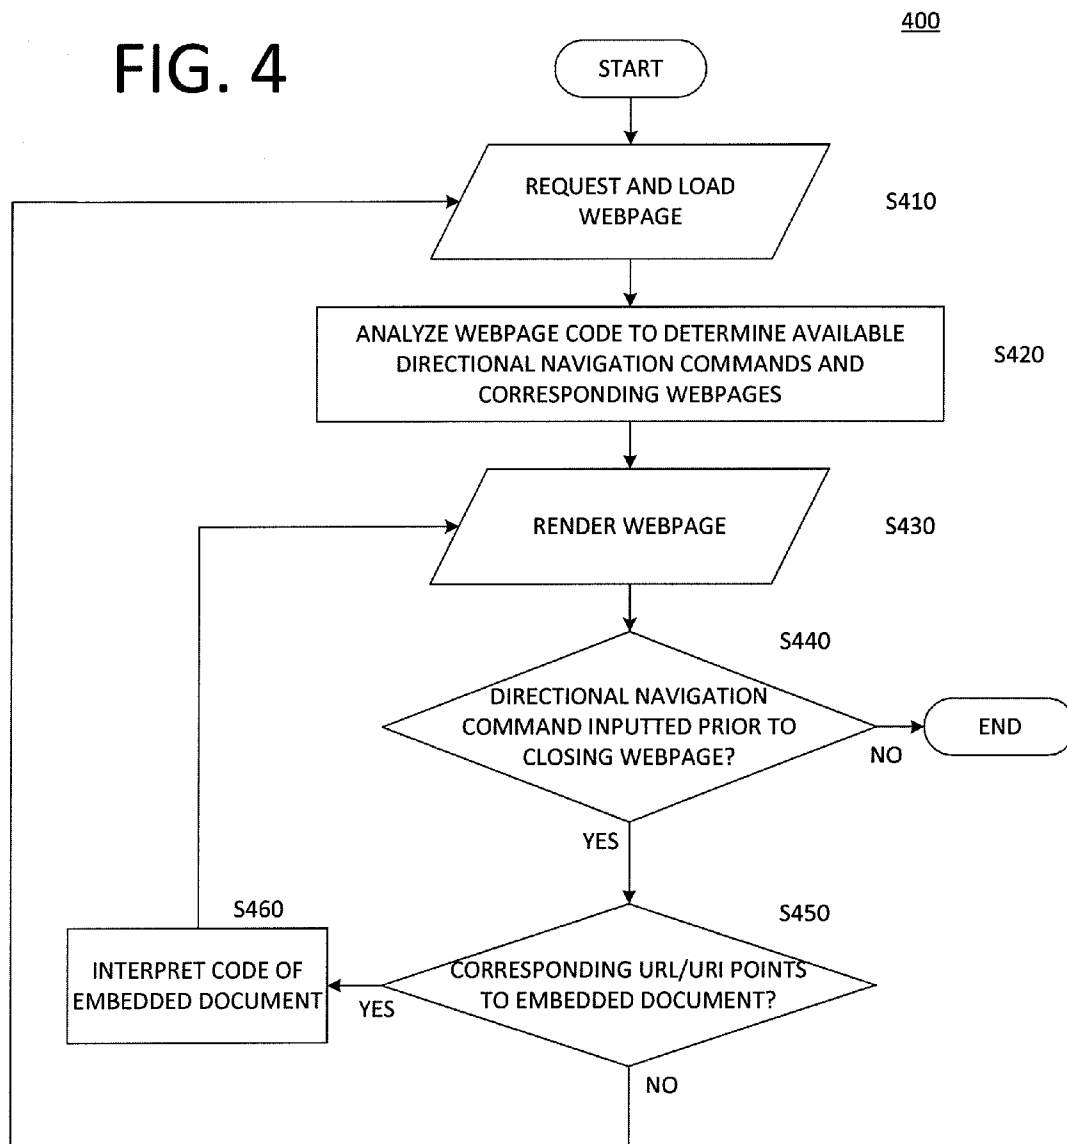 400
FIG. 4
START
REQUEST AND LOAD
WEBPAGE
S410
ANALYZE WEBPAGE CODE TO DETERMINE AVAILABLE
DIRECTIONAL NAVIGATION COMMANDS AND
CORRESPONDING WEBPAGES
S420
RENDER WEBPAGE
S430
S440
DIRECTIONAL NAVIGATION
COMMAND INPUTTED PRIOR TO
CLOSING WEBPAGE?
NO
END
YES
S450
CORRESPONDING URL/URI POINTS
TO EMBEDDED DOCUMENT?
YES
S460
INTERPRET CODE OF
EMBEDDED DOCUMENT
NO